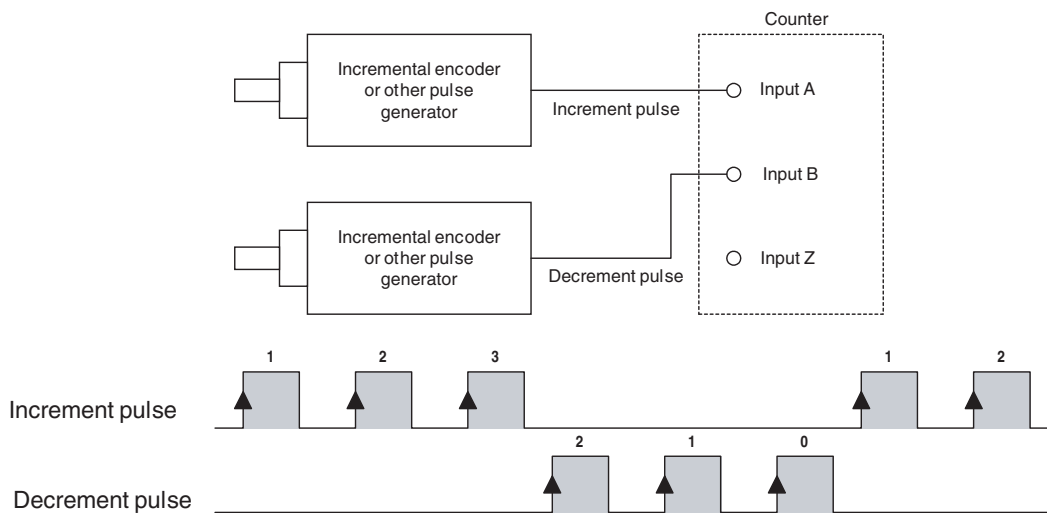 Counter
Incremental encoder
or other pulse
generator
Increment pulse
Input A
Input B
Incremental encoder
or other pulse
generator
Decrement pulse
Input Z
1 2 3 1 2
Increment pulse
2 1 0
Decrement pulse